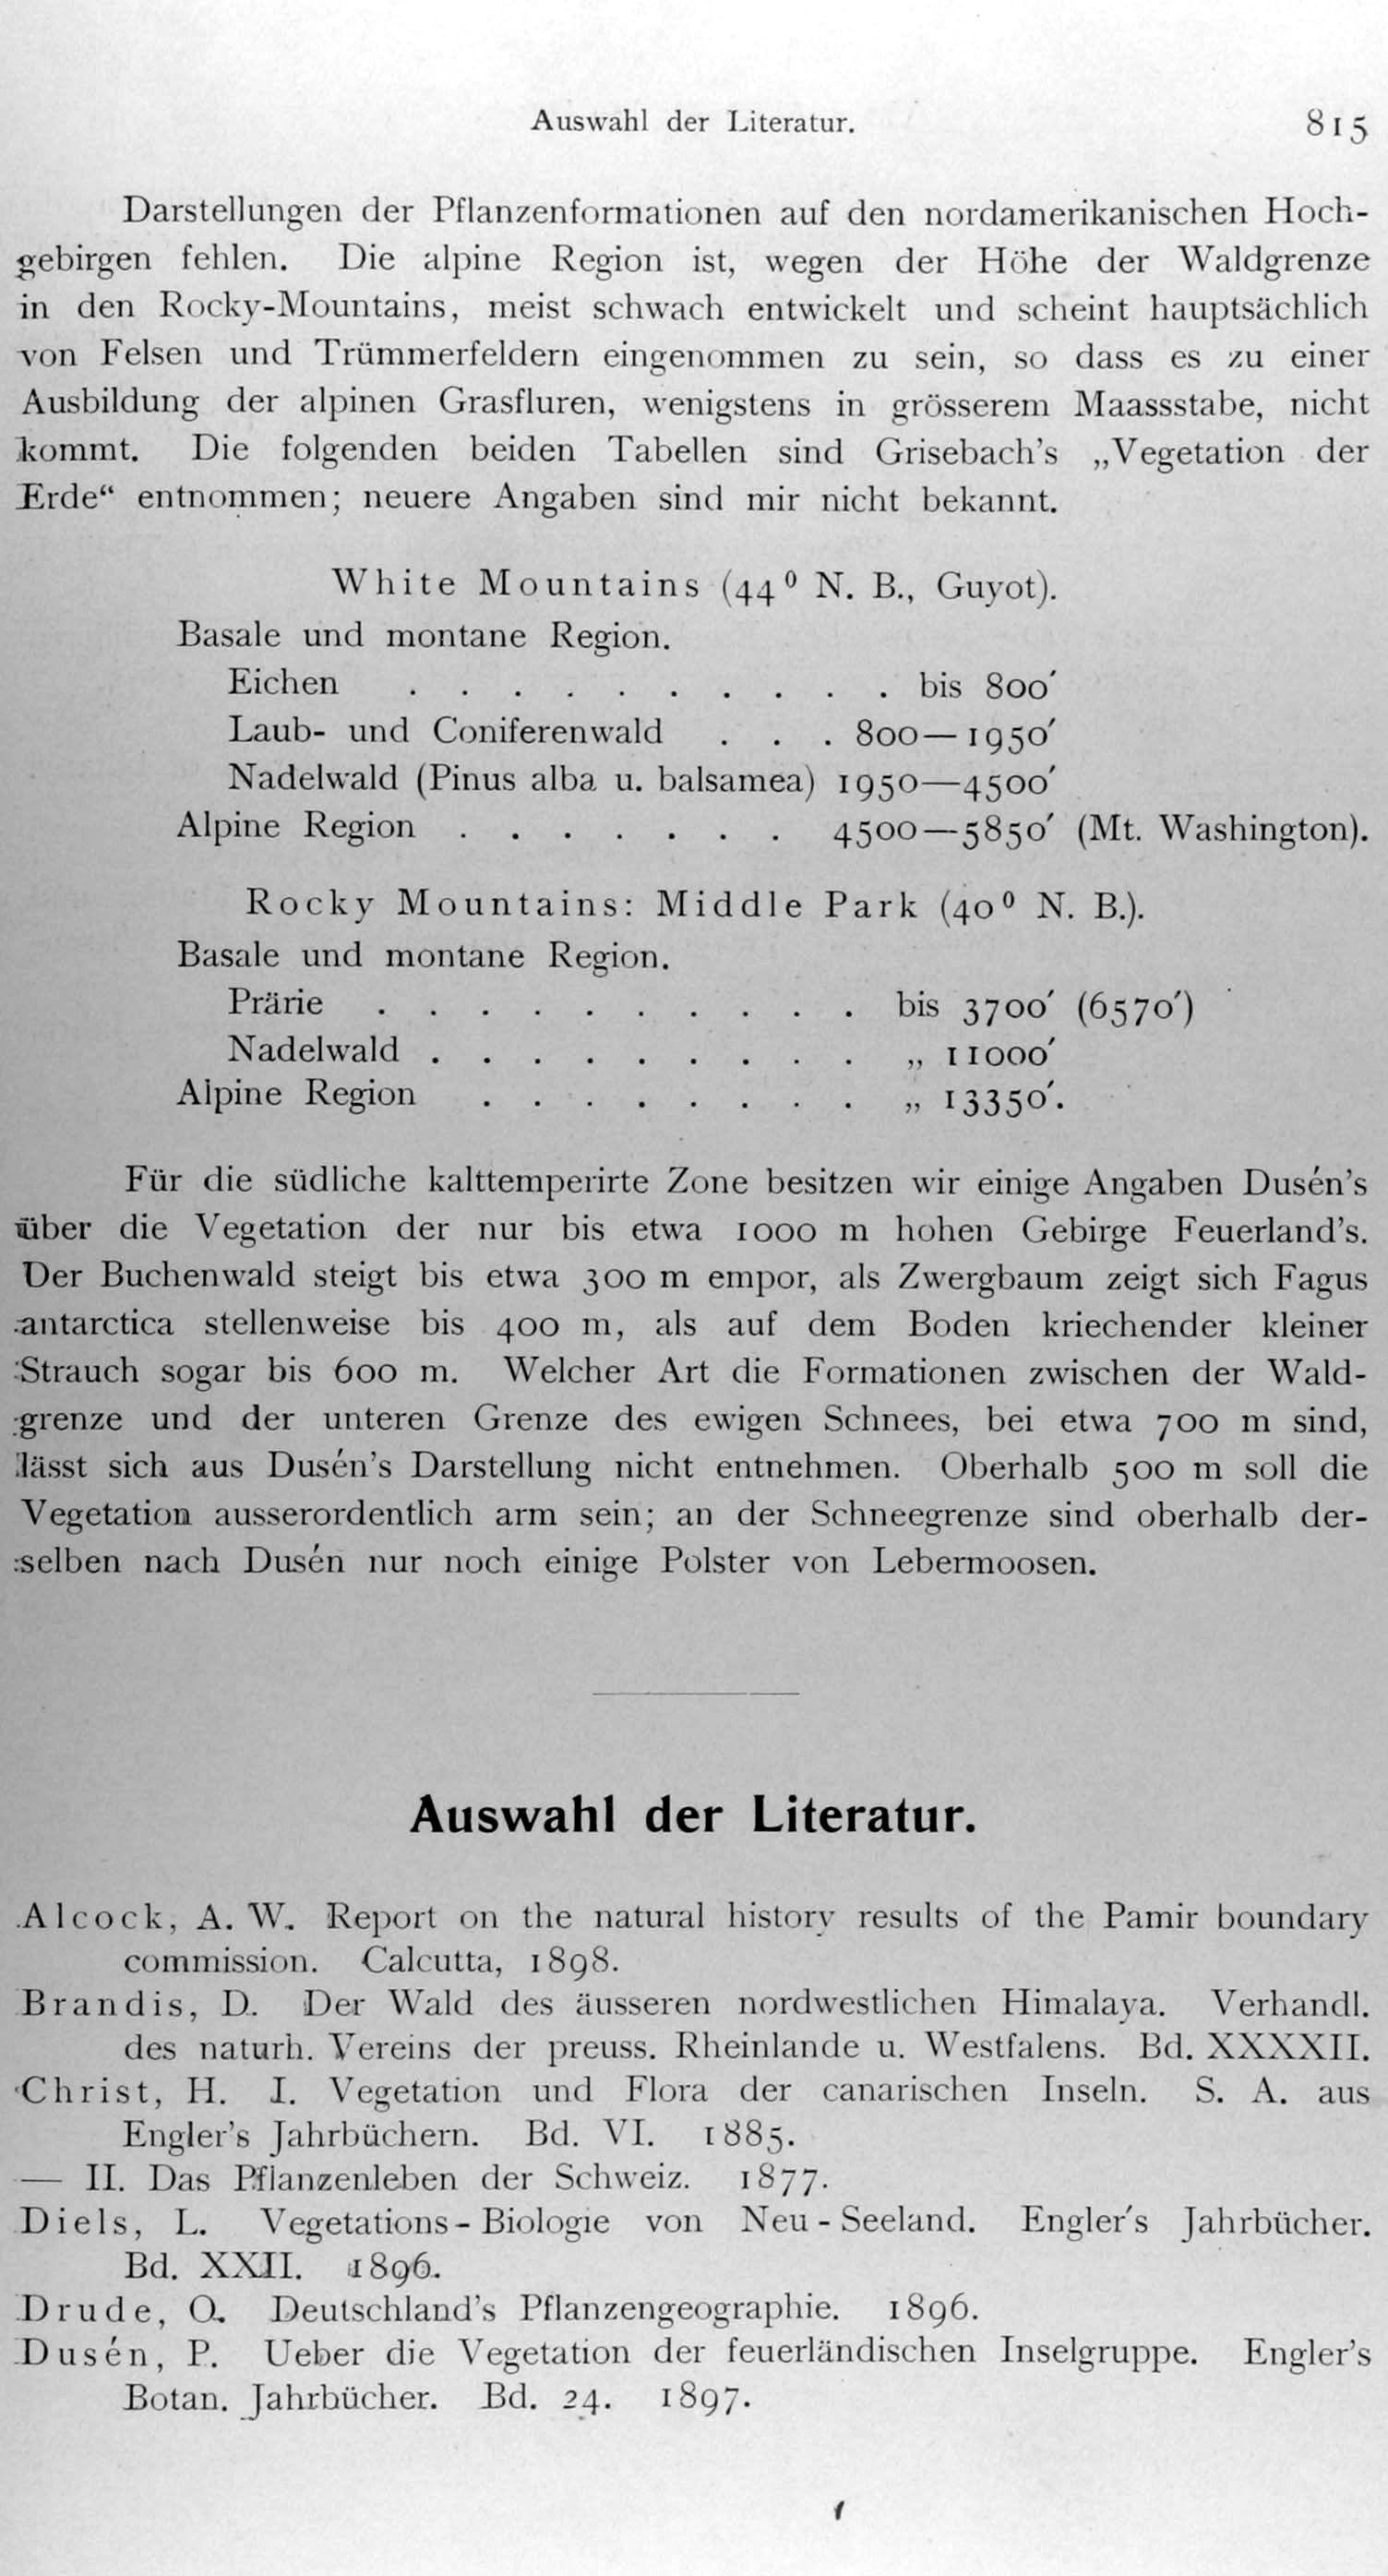 Auswahl der Literatur. 815
Darstellungen der Pflanzenformationen auf den nordamerikanischen Hoch-
gebirgen fehlen. Die alpine Region ist, wegen der Höhe der Waldgrenze
in den Rocky-Mountains, meist schwach entwickelt und scheint hauptsächlich
von Felsen und Trümmerfeldern eingenommen zu sein, so dass es zu einer
Ausbildung der alpinen Grasfluren, wenigstens in grösserem Maassstabe, nicht
kommt. Die folgenden beiden Tabellen sind Grisebach's „Vegetation der
Erde“ entnommen; neuere Angaben sind mir nicht bekannt.
White Mountains (44⁰ N. B., Guyot).
Basale und montane Region.
Eichen . . . . . . . . . . bis 800′
Laub- und Coniferenwald . . . 800—1950′
Nadelwald (Pinus alba u. balsamea) 1950—4500′
Alpine Region . . . . . . . 4500—5850′ (Mt. Washington).
Rocky Mountains: Middle Park (40⁰ N. B.).
Basale und montane Region.
Prärie . . . . . . . . . . bis 3700′ (6570′)
Nadelwald . . . . . . . . . „ 11000′
Alpine Region . . . . . . . . „ 13350′.
Für die südliche kalttemperirte Zone besitzen wir einige Angaben Dusén's
über die Vegetation der nur bis etwa 1000 m hohen Gebirge Feuerland's.
Der Buchenwald steigt bis etwa 300 m empor, als Zwergbaum zeigt sich Fagus
antarctica stellenweise bis 400 m, als auf dem Boden kriechender kleiner
Strauch sogar bis 600 m. Welcher Art die Formationen zwischen der Wald-
grenze und der unteren Grenze des ewigen Schnees, bei etwa 700 m sind,
lässt sich aus Dusén's Darstellung nicht entnehmen. Oberhalb 500 m soll die
Vegetation ausserordentlich arm sein; an der Schneegrenze sind oberhalb der-
selben nach Dusén nur noch einige Polster von Lebermoosen.
Auswahl der Literatur.
Alcock, A. W. Report on the natural history results of the Pamir boundary
commission. Calcutta, 1898.
Brandis, D. Der Wald des äusseren nordwestlichen Himalaya. Verhandl.
des naturh. Vereins der preuss. Rheinlande u. Westfalens. Bd. XXXXII.
Christ, H. I. Vegetation und Flora der canarischen Inseln. S. A. aus
Engler's Jahrbüchern. Bd. VI. 1885.
— II. Das Pflanzenleben der Schweiz. 1877.
Diels, L. Vegetations-Biologie von Neu-Seeland. Engler's Jahrbücher.
Bd. XXII. 1896.
Drude, O. Deutschland's Pflanzengeographie. 1896.
Dusén, P. Ueber die Vegetation der feuerländischen Inselgruppe. Engler's
Botan. Jahrbücher. Bd. 24. 1897.